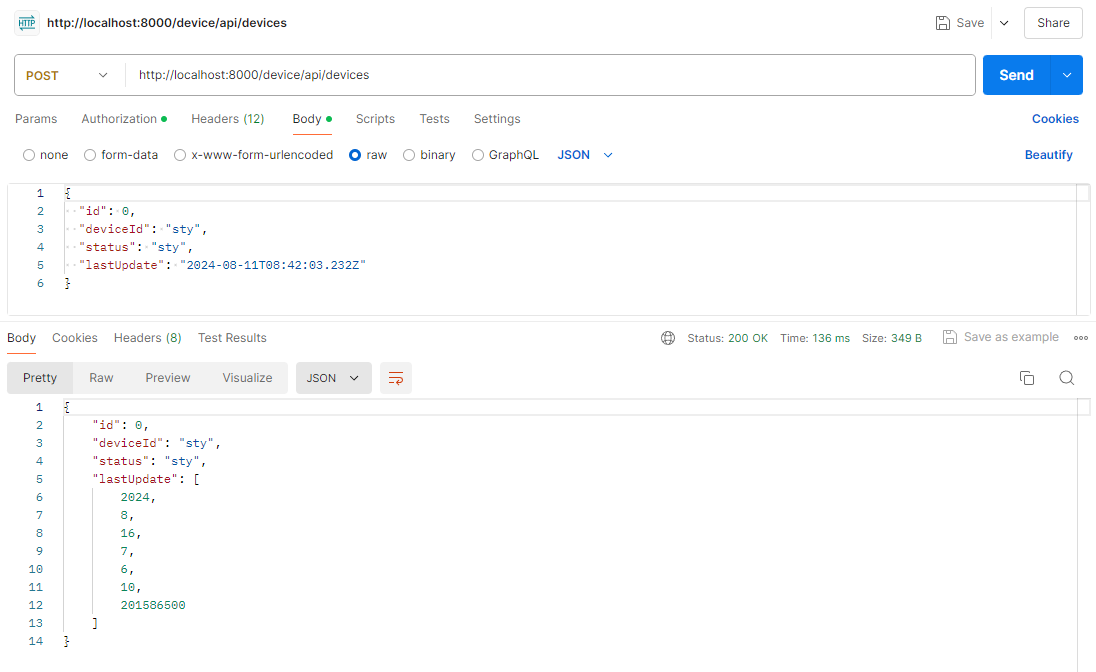 HTTP http://localhost:8000/device/api/devices Save Share
POST http://localhost:8000/device/api/devices Send
Params Authorization Headers (12) Body Scripts Tests Settings Cookies
none form-data x-www-form-urlencoded raw binary GraphQL JSON Beautify
1 {
2 "id": 0,
3 "deviceId": "sty",
4 "status": "sty",
5 "lastUpdate": "2024-08-11T08:42:03.232Z"
6 }
Body Cookies Headers (8) Test Results Status: 200 OK Time: 136 ms Size: 349 B Save as example
Pretty Raw Preview Visualize JSON
1 {
2 "id": 0,
3 "deviceId": "sty",
4 "status": "sty",
5 "lastUpdate": [
6 2024,
7 8,
8 16,
9 7,
10 6,
11 10,
12 201586500
13 ]
14 }